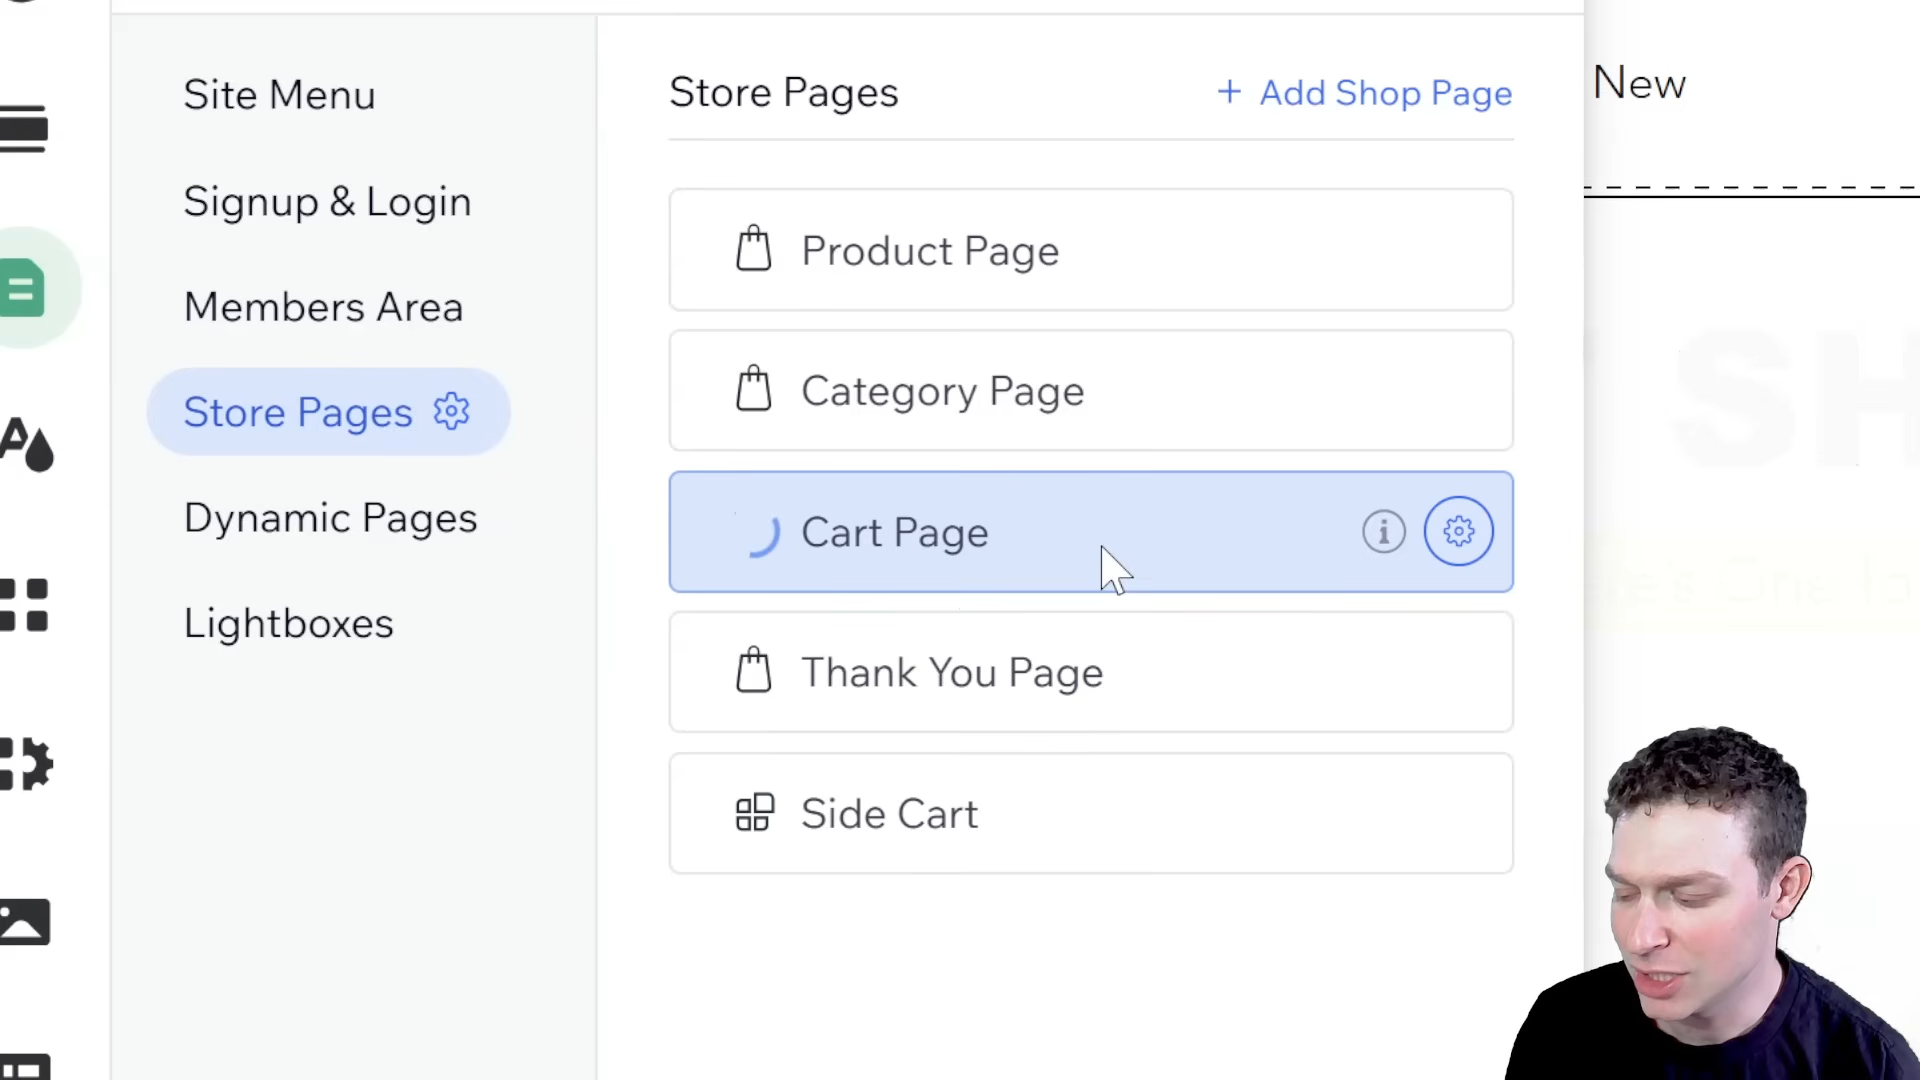 Site Menu
Signup & Login
Members Area
Store Pages
Dynamic Pages
Lightboxes
Store Pages
+ Add Shop Page
Product Page
Category Page
Cart Page
Thank You Page
Side Cart
New
SH